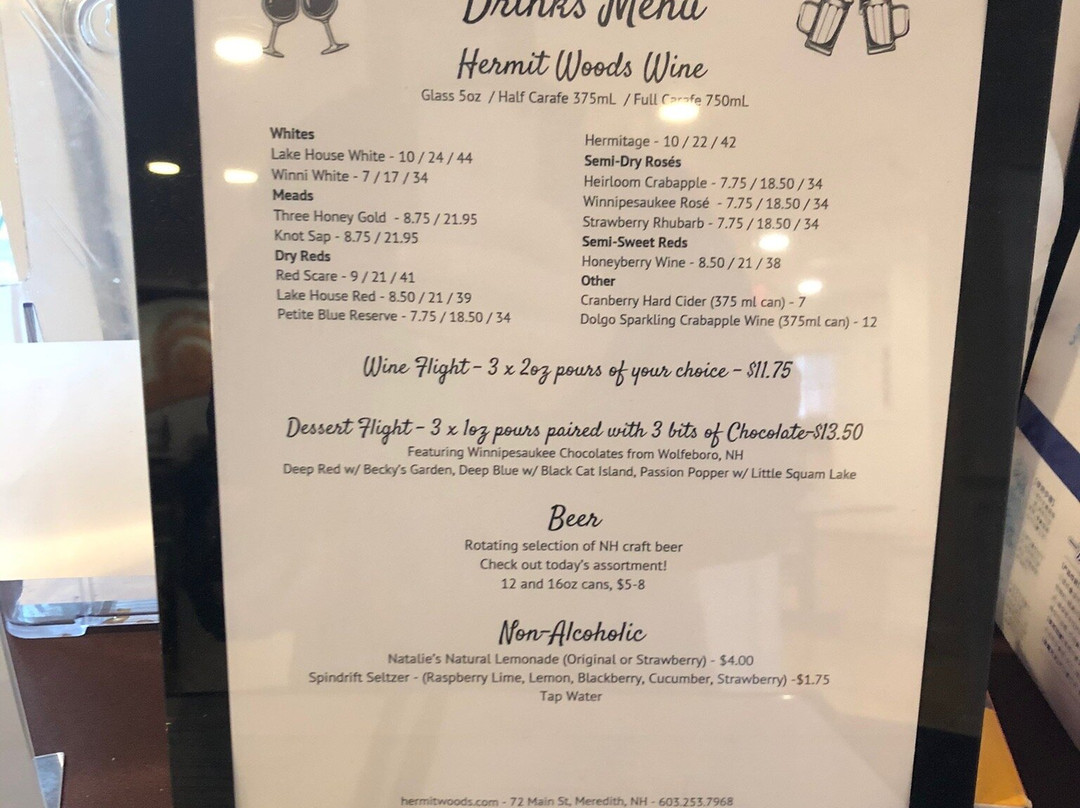 Drinks Menu
Hermit Woods Wine
Glass 5oz / Half Carafe 375mL / Full Carafe 750mL
Whites
Lake House White - 10 / 24 / 44
Winni White - 7 / 17 / 34
Meads
Three Honey Gold - 8.75 / 21.95
Knot Sap - 8.75 / 21.95
Dry Reds
Red Scare - 9 / 21 / 41
Lake House Red - 8.50 / 21 / 39
Petite Blue Reserve - 7.75 / 18.50 / 34
Hermitage - 10 / 22 / 42
Semi-Dry Rosés
Heirloom Crabapple - 7.75 / 18.50 / 34
Winnipesaukee Rosé - 7.75 / 18.50 / 34
Strawberry Rhubarb - 7.75 / 18.50 / 34
Semi-Sweet Reds
Honeyberry Wine - 8.50 / 21 / 38
Other
Cranberry Hard Cider (375 ml can) - 7
Dolgo Sparkling Crabapple Wine (375ml can) - 12
Wine Flight - 3 x 2oz pours of your choice - $11.75
Dessert Flight - 3 x 1oz pours paired with 3 bits of Chocolate-$13.50
Featuring Winnipesaukee Chocolates from Wolfeboro, NH
Deep Red w/ Becky's Garden, Deep Blue w/ Black Cat Island, Passion Popper w/ Little Squam Lake
Beer
Rotating selection of NH craft beer
Check out today's assortment!
12 and 16oz cans, $5-8
Non-Alcoholic
Natalie's Natural Lemonade (Original or Strawberry) - $4.00
Spindrift Seltzer - (Raspberry Lime, Lemon, Blackberry, Cucumber, Strawberry) -$1.75
Tap Water
hermitwoods.com - 72 Main St, Meredith, NH - 603.253.7968